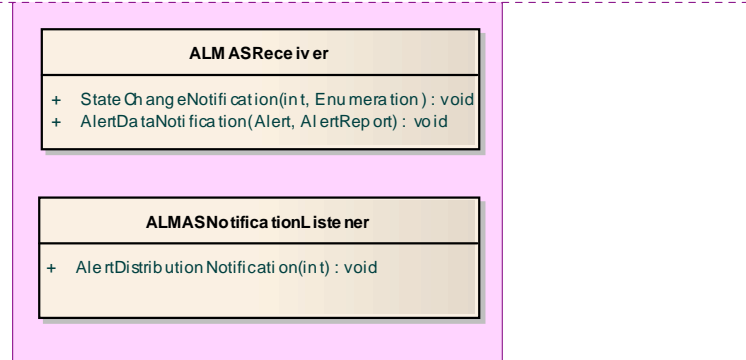 ALMASReceiver
+ StateChangeNotification(int, Enumeration) : void
+ AlertDataNotification(Alert, AlertReport) : void
ALMASNotificationListener
+ AlertDistributionNotification(int) : void